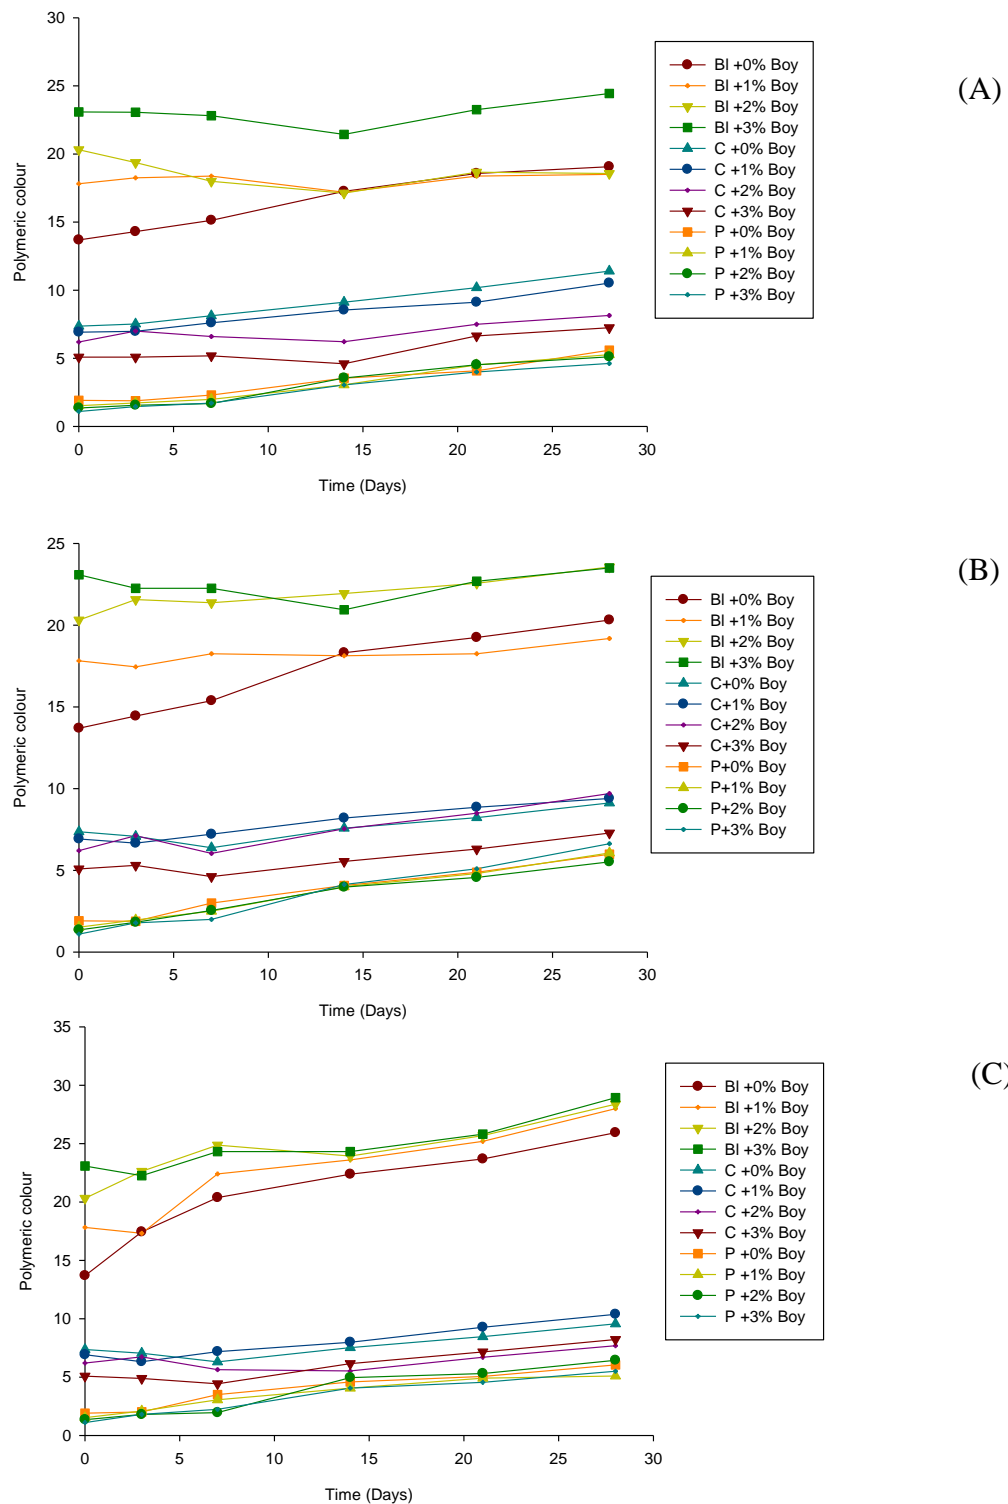 30
25
20
15
10
5
0
Polymeric colour
0 5 10 15 20 25 30
Time (Days)
Bl +0% Boy
Bl +1% Boy
Bl +2% Boy
Bl +3% Boy
C +0% Boy
C +1% Boy
C +2% Boy
C +3% Boy
P +0% Boy
P +1% Boy
P +2% Boy
P +3% Boy
(A)
25
20
15
10
5
0
Polymeric colour
0 5 10 15 20 25 30
Time (Days)
Bl +0% Boy
Bl +1% Boy
Bl +2% Boy
Bl +3% Boy
C+0% Boy
C+1% Boy
C+2% Boy
C+3% Boy
P+0% Boy
P+1% Boy
P+2% Boy
P+3% Boy
(B)
35
30
25
20
15
10
5
0
Polymeric colour
0 5 10 15 20 25 30
Time (Days)
Bl +0% Boy
Bl +1% Boy
Bl +2% Boy
Bl +3% Boy
C +0% Boy
C +1% Boy
C +2% Boy
C +3% Boy
P +0% Boy
P +1% Boy
P +2% Boy
P +3% Boy
(C)